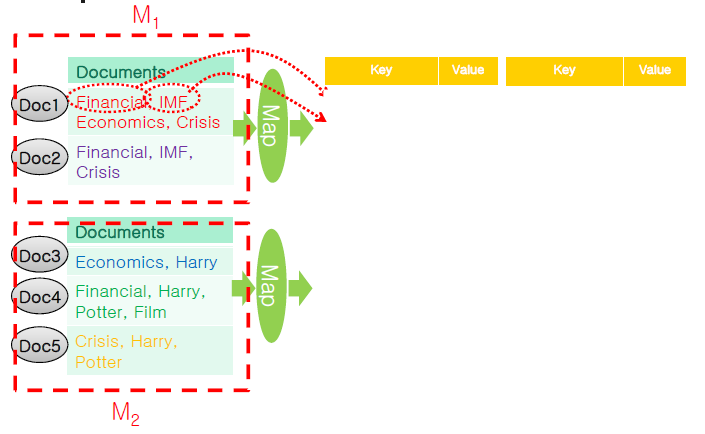 M1
Documents
Key Value Key Value
Doc1
Financial, IMF,
Economics, Crisis
Map
Doc2
Financial, IMF,
Crisis
Documents
Doc3
Economics, Harry
Map
Doc4
Financial, Harry,
Potter, Film
Doc5
Crisis, Harry,
Potter
M2